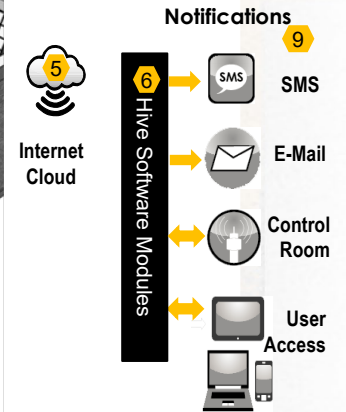 Notifications
9
5
6
SMS
SMS
Hive Software Modules
Internet
Cloud
E-Mail
Control
Room
User
Access